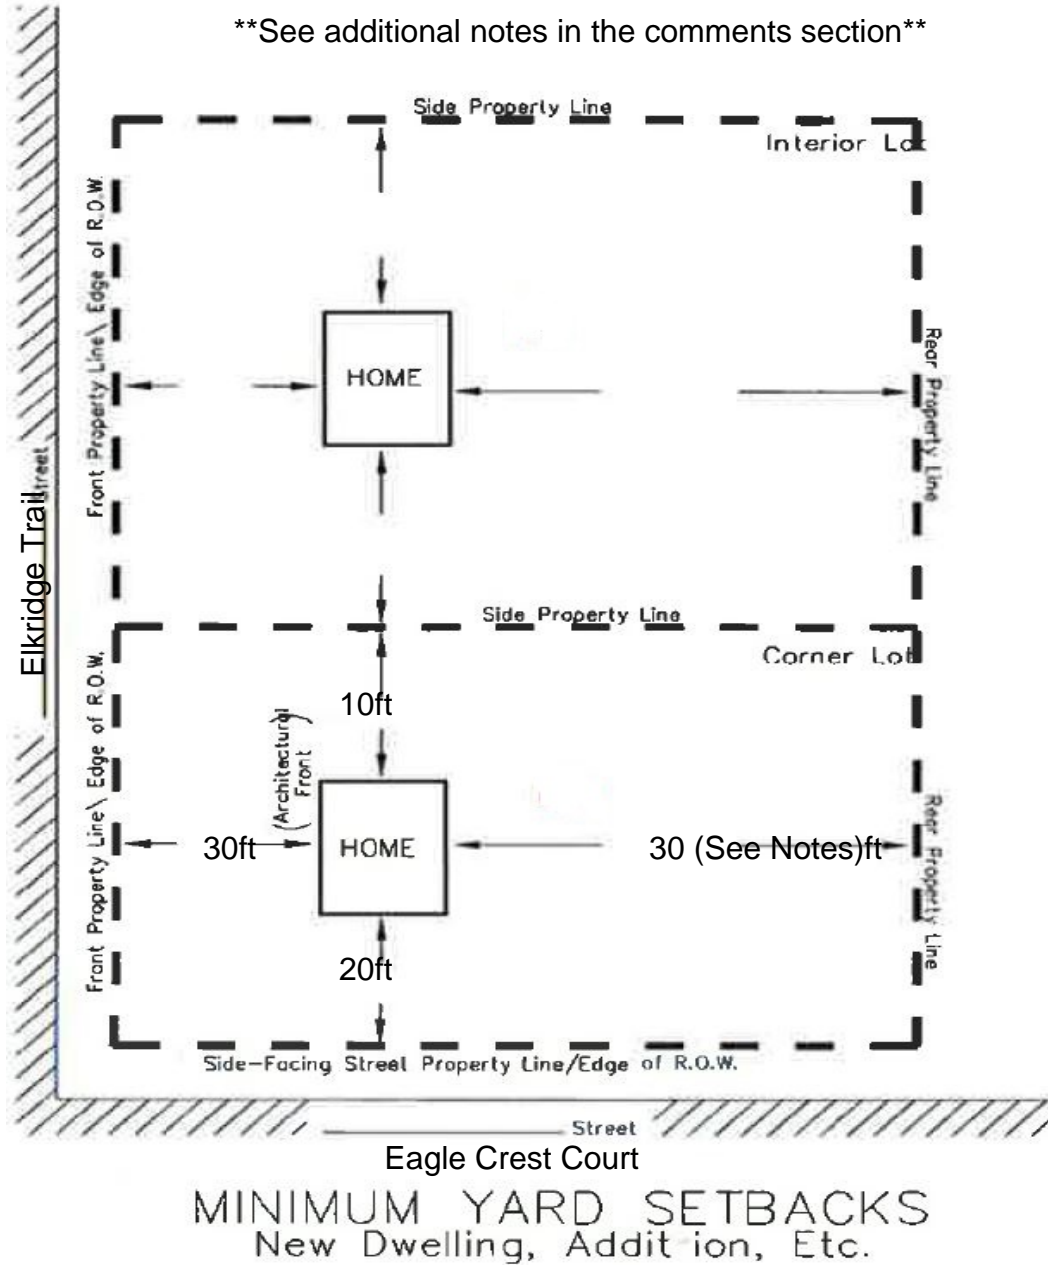 **See additional notes in the comments section**
Side Property Line
Interior Lot
Front Property Line\ Edge of R.O.W.
HOME
Rear Property Line
Street
Elkridge Trail
Side Property Line
Corner Lot
10ft
(Architectural
Front)
Front Property Line\ Edge of R.O.W.
30ft
HOME
30 (See Notes)ft
Rear Property Line
20ft
Side-Facing Street Property Line/Edge of R.O.W.
Street
Eagle Crest Court
MINIMUM YARD SETBACKS
New Dwelling, Addit ion, Etc.